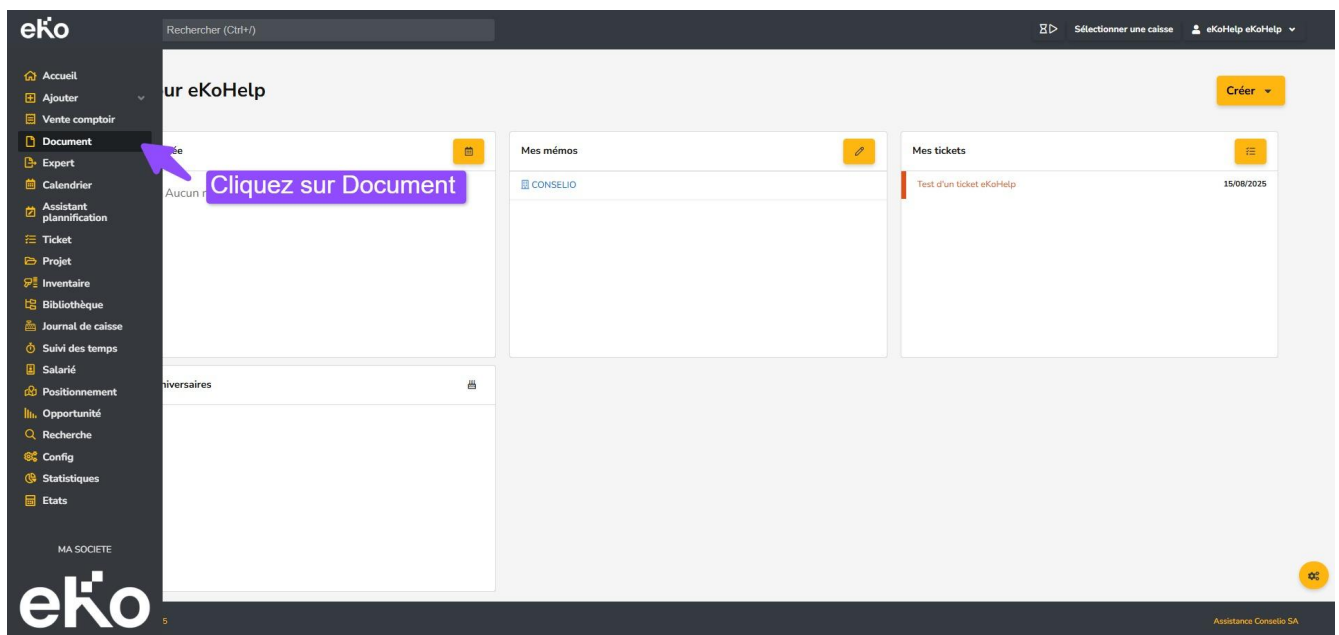 eko
Rechercher (Ctrl+/)
Sélectionner une caisse
eKoHelp eKoHelp
Accueil
Ajouter
Vente comptoir
Document
Expert
Calendrier
Assistant
plannification
Ticket
Projet
Inventaire
Bibliothèque
Journal de caisse
Suivi des temps
Salarié
Positionnement
Opportunité
Recherche
Config
Statistiques
Etats
MA SOCIETE
eko
ur eKoHelp
Créer
ée
Aucun r
Cliquez sur Document
Mes mémos
CONSELIO
Mes tickets
Test d'un ticket eKoHelp
15/08/2025
niversaires
5
Assistance Conselio SA